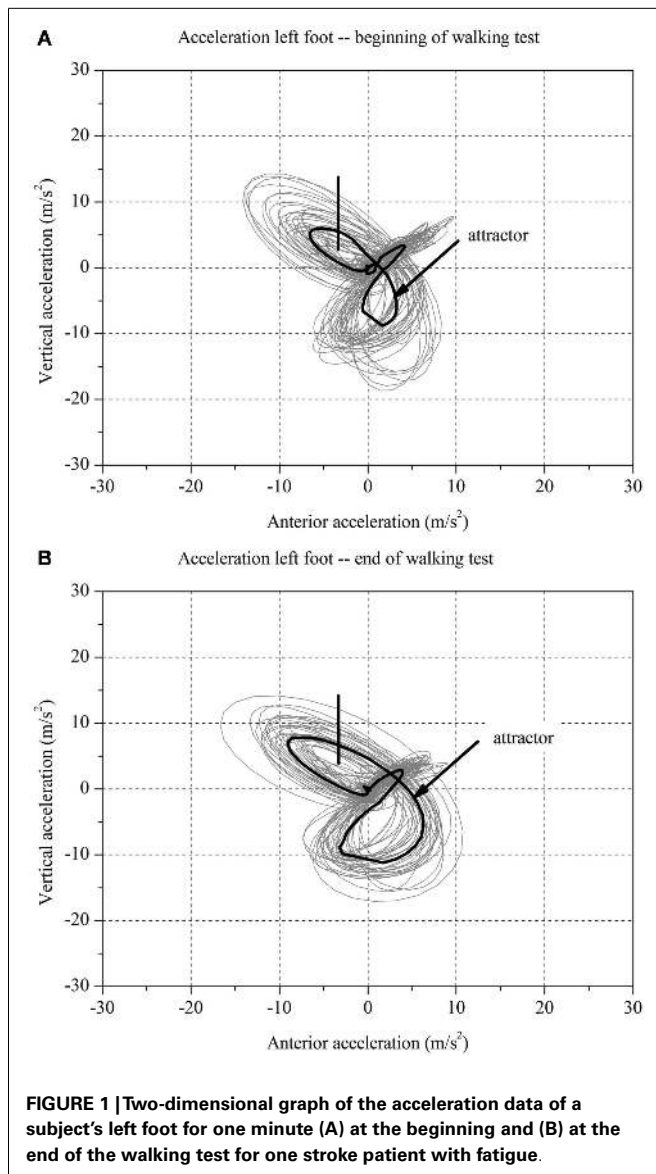 A
Acceleration left foot -- beginning of walking test
30
20
10
0
-10
-20
-30
Vertical acceleration (m/s²)
attractor
-30 -20 -10 0 10 20 30
Anterior acceleration (m/s²)
B
Acceleration left foot -- end of walking test
30
20
10
0
-10
-20
-30
Vertical acceleration (m/s²)
attractor
-30 -20 -10 0 10 20 30
Anterior acceleration (m/s²)
FIGURE 1 | Two-dimensional graph of the acceleration data of a
subject's left foot for one minute (A) at the beginning and (B) at the
end of the walking test for one stroke patient with fatigue.